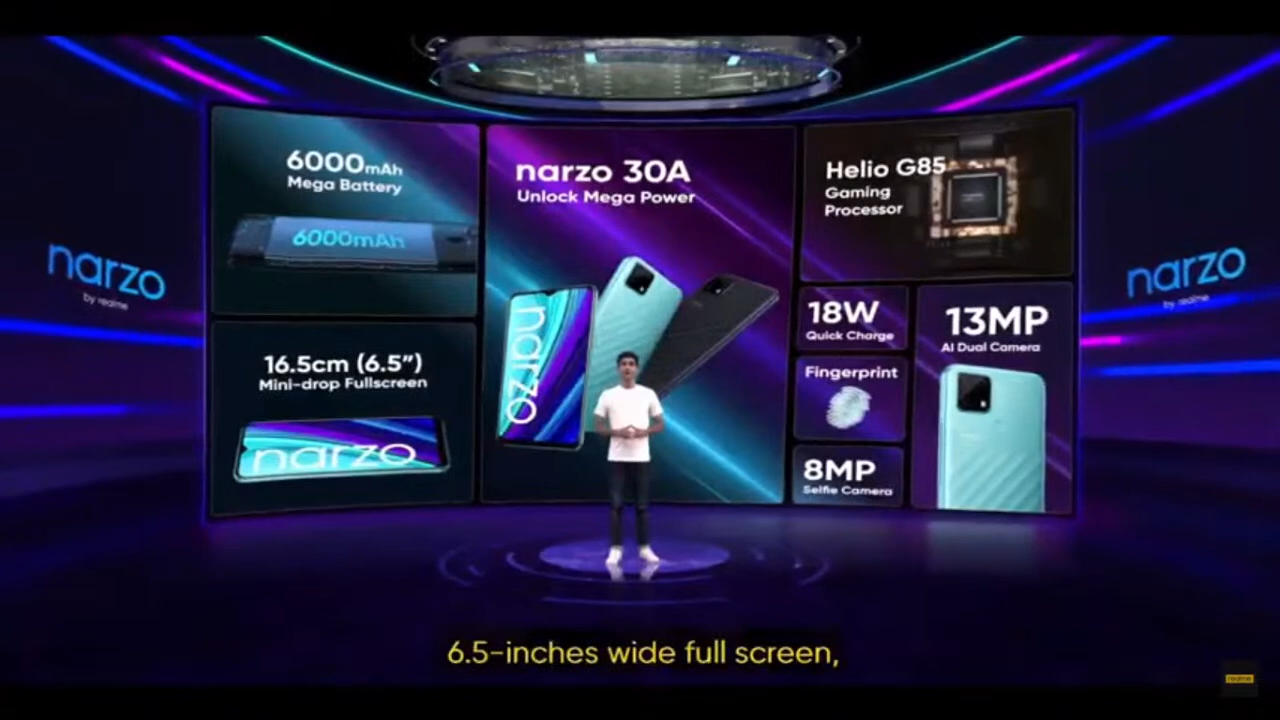 6000mAh
Mega Battery
6000mAh
16.5cm (6.5")
Mini-drop Fullscreen
narzo
narzo 30A
Unlock Mega Power
narzo
Helio G85
Gaming
Processor
18W
Quick Charge
Fingerprint
8MP
Selfie Camera
13MP
AI Dual Camera
narzo
by realme
narzo
by realme
6.5-inches wide full screen,
realme